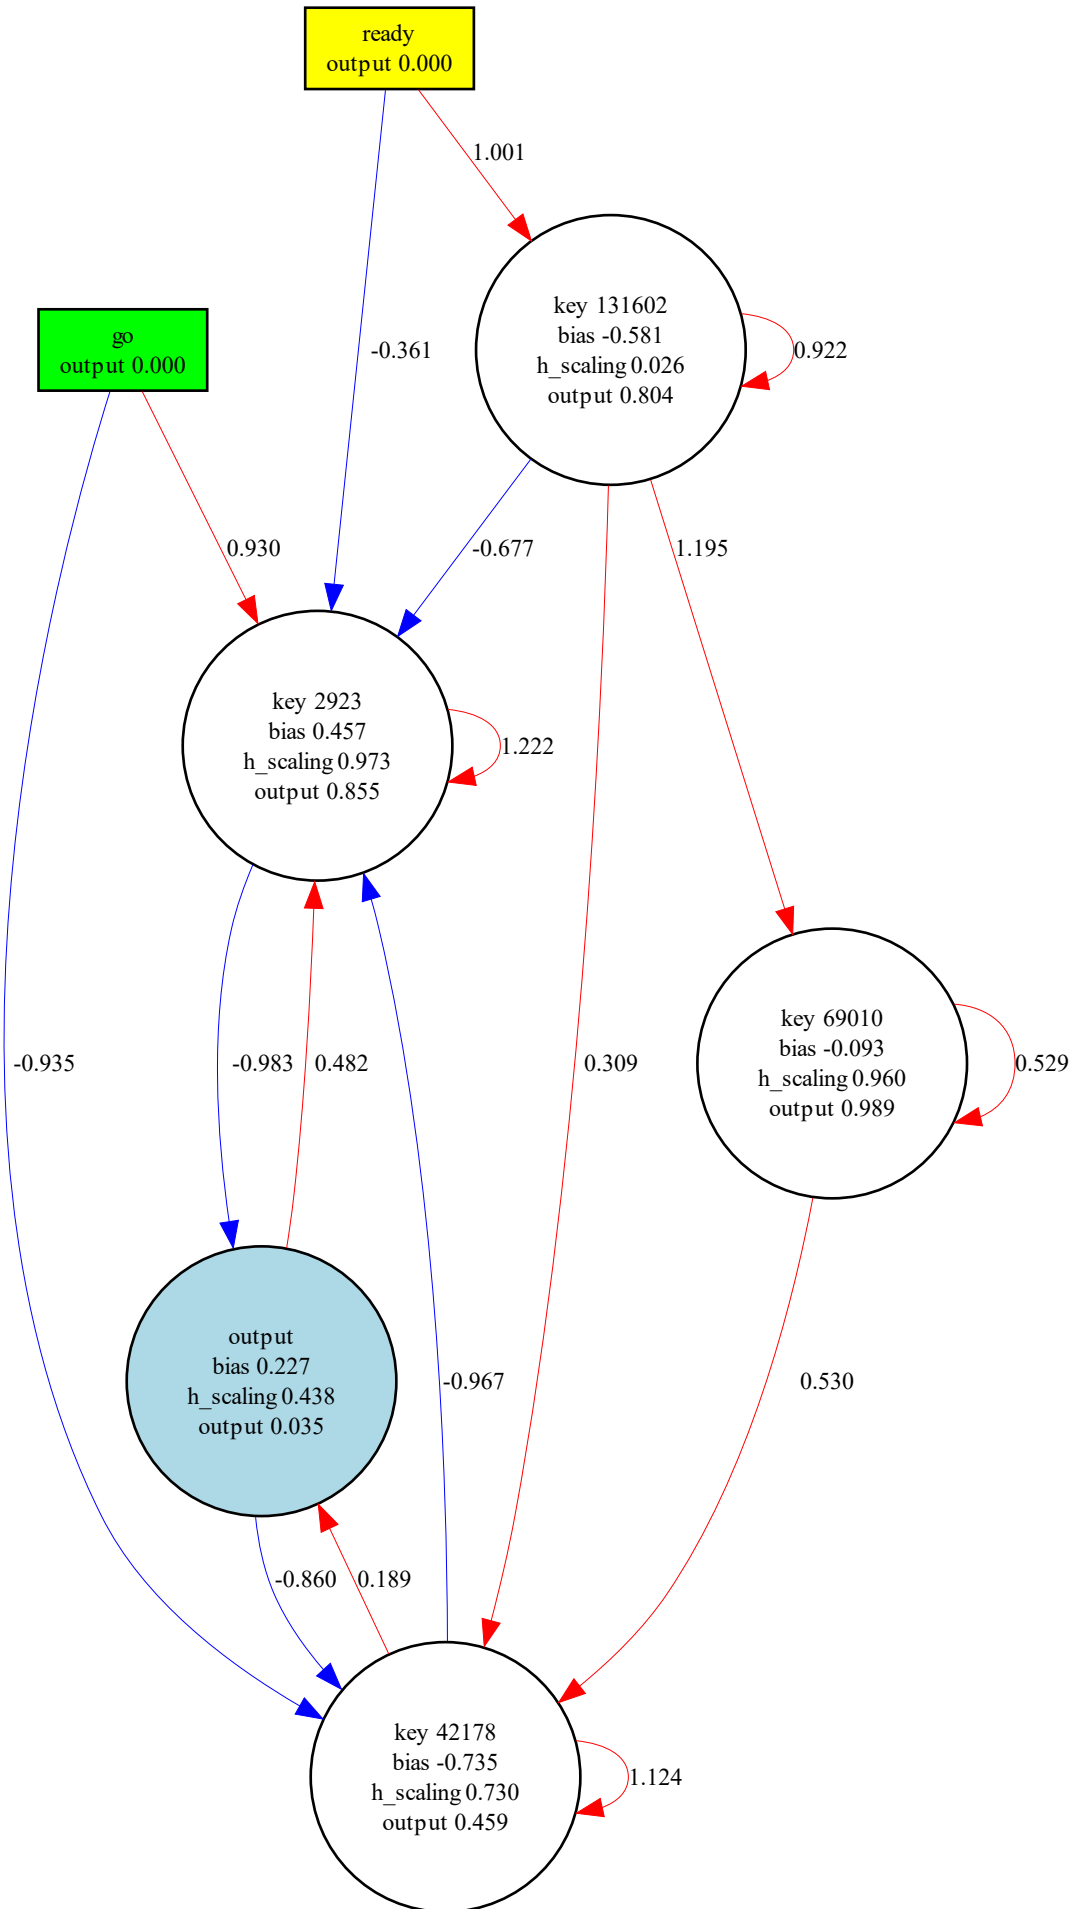 ready
output 0.000
1.001
key 131602
bias -0.581
h_scaling 0.026
output 0.804
0.922
go
output 0.000
-0.361
0.930
-0.677
1.195
key 2923
bias 0.457
h_scaling 0.973
output 0.855
1.222
key 69010
bias -0.093
h_scaling 0.960
output 0.989
0.529
-0.935
-0.983
0.482
0.309
output
bias 0.227
h_scaling 0.438
output 0.035
-0.967
0.530
-0.860
0.189
key 42178
bias -0.735
h_scaling 0.730
output 0.459
1.124